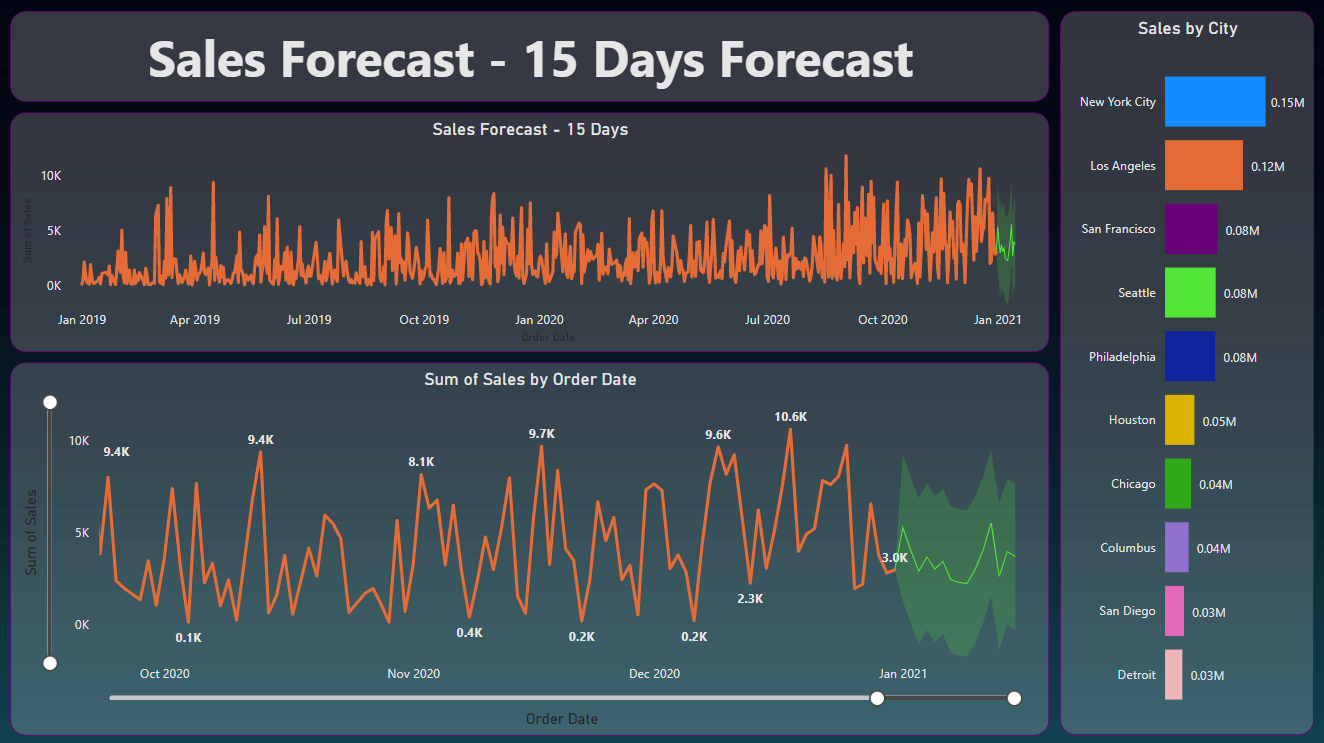 Sales Forecast - 15 Days Forecast
Sales Forecast - 15 Days
Sum of Sales
10K
5K
0K
Jan 2019 Apr 2019 Jul 2019 Oct 2019 Jan 2020 Apr 2020 Jul 2020 Oct 2020 Jan 2021
Order Date
Sum of Sales by Order Date
Sum of Sales
10K
5K
0K
9.4K
0.1K
9.4K
8.1K
0.4K
9.7K
0.2K
0.2K
9.6K
2.3K
10.6K
3.0K
Oct 2020 Nov 2020 Dec 2020 Jan 2021
Order Date
Sales by City
New York City 0.15M
Los Angeles 0.12M
San Francisco 0.08M
Seattle 0.08M
Philadelphia 0.08M
Houston 0.05M
Chicago 0.04M
Columbus 0.04M
San Diego 0.03M
Detroit 0.03M